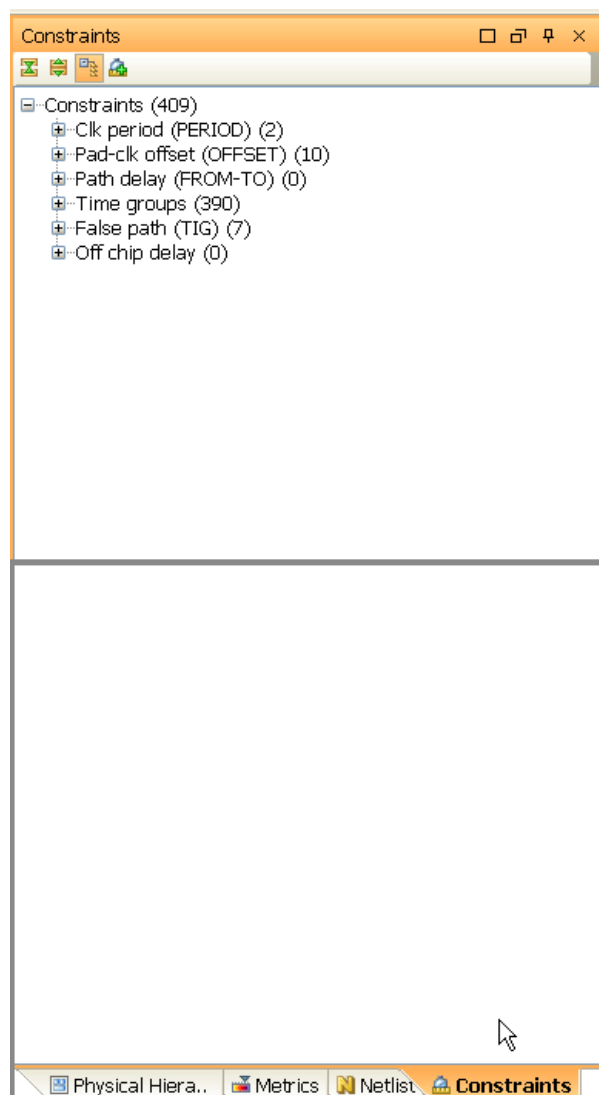 Constraints
Constraints (409)
Clk period (PERIOD) (2)
Pad-clk offset (OFFSET) (10)
Path delay (FROM-TO) (0)
Time groups (390)
False path (TIG) (7)
Off chip delay (0)
Physical Hiera.. Metrics Netlist Constraints